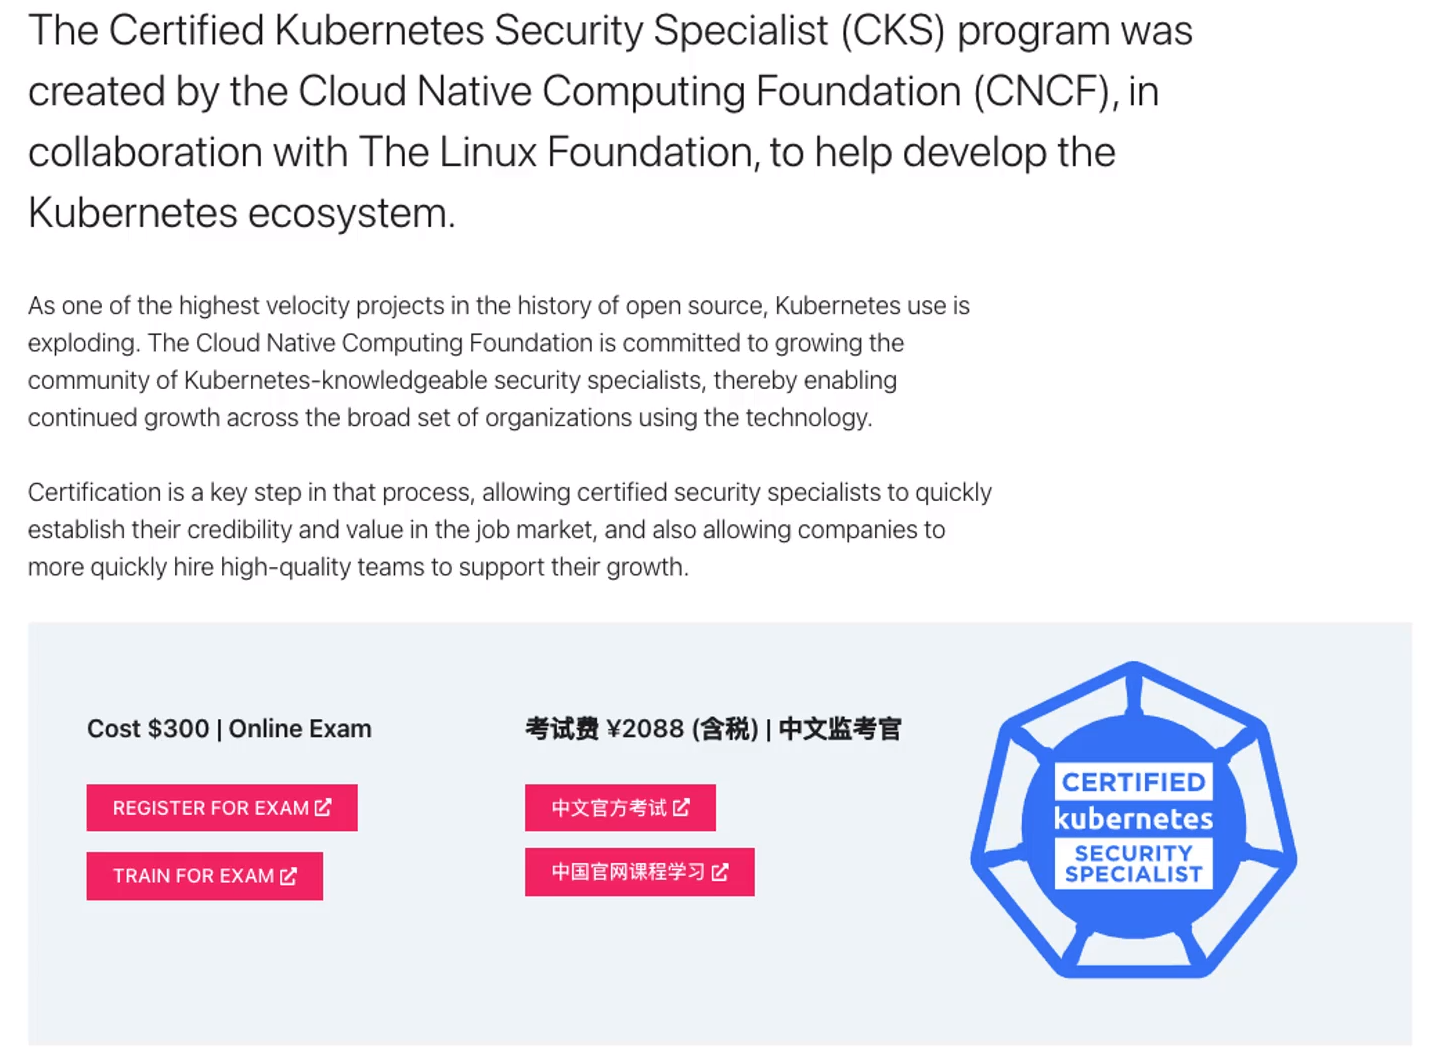 The Certified Kubernetes Security Specialist (CKS) program was
created by the Cloud Native Computing Foundation (CNCF), in
collaboration with The Linux Foundation, to help develop the
Kubernetes ecosystem.
As one of the highest velocity projects in the history of open source, Kubernetes use is
exploding. The Cloud Native Computing Foundation is committed to growing the
community of Kubernetes-knowledgeable security specialists, thereby enabling
continued growth across the broad set of organizations using the technology.
Certification is a key step in that process, allowing certified security specialists to quickly
establish their credibility and value in the job market, and also allowing companies to
more quickly hire high-quality teams to support their growth.
Cost $300 | Online Exam
REGISTER FOR EXAM
TRAIN FOR EXAM
考试费 ¥2088 (含税) | 中文监考官
中文官方考试
中国官网课程学习
CERTIFIED
kubernetes
SECURITY
SPECIALIST